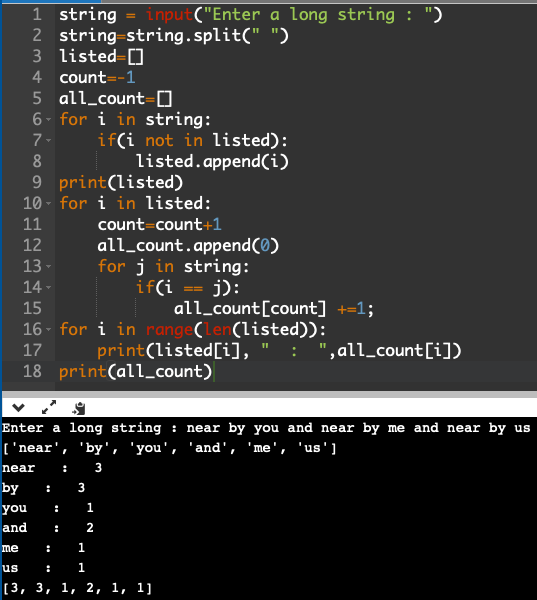 1 string = input("Enter a long string : ")
2 string=string.split(" ")
3 listed=[]
4 count=-1
5 all_count=[]
6 for i in string:
7     if(i not in listed):
8         listed.append(i)
9 print(listed)
10 for i in listed:
11     count=count+1
12     all_count.append(0)
13     for j in string:
14         if(i == j):
15             all_count[count] +=1;
16 for i in range(len(listed)):
17     print(listed[i], "  :  ",all_count[i])
18 print(all_count)
Enter a long string : near by you and near by me and near by us
['near', 'by', 'you', 'and', 'me', 'us']
near   :   3
by   :   3
you   :   1
and   :   2
me   :   1
us   :   1
[3, 3, 1, 2, 1, 1]